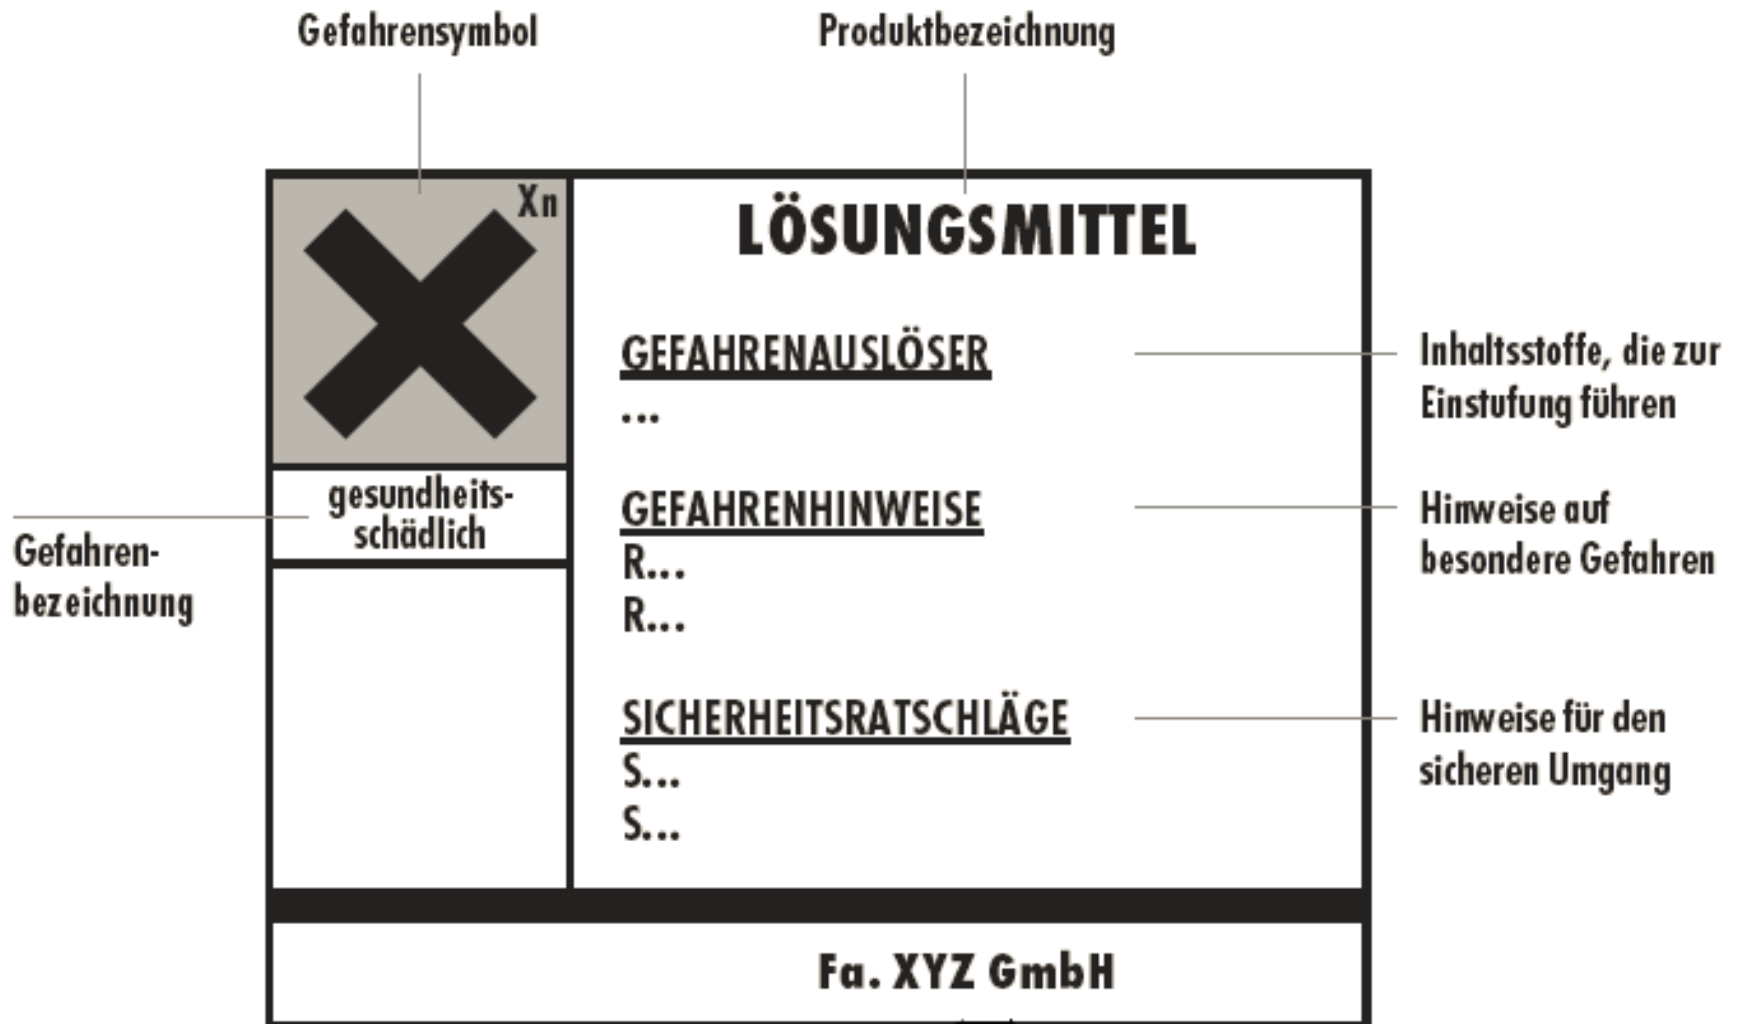 Gefahrensymbol
Produktbezeichnung
Xn
LÖSUNGSMITTEL
GEFAHRENAUSLÖSER
...
Inhaltsstoffe, die zur
Einstufung führen
gesundheits-
schädlich
Gefahren-
bezeichnung
GEFAHRENHINWEISE
R...
R...
Hinweise auf
besondere Gefahren
SICHERHEITSRATSCHLÄGE
S...
S...
Hinweise für den
sicheren Umgang
Fa. XYZ GmbH